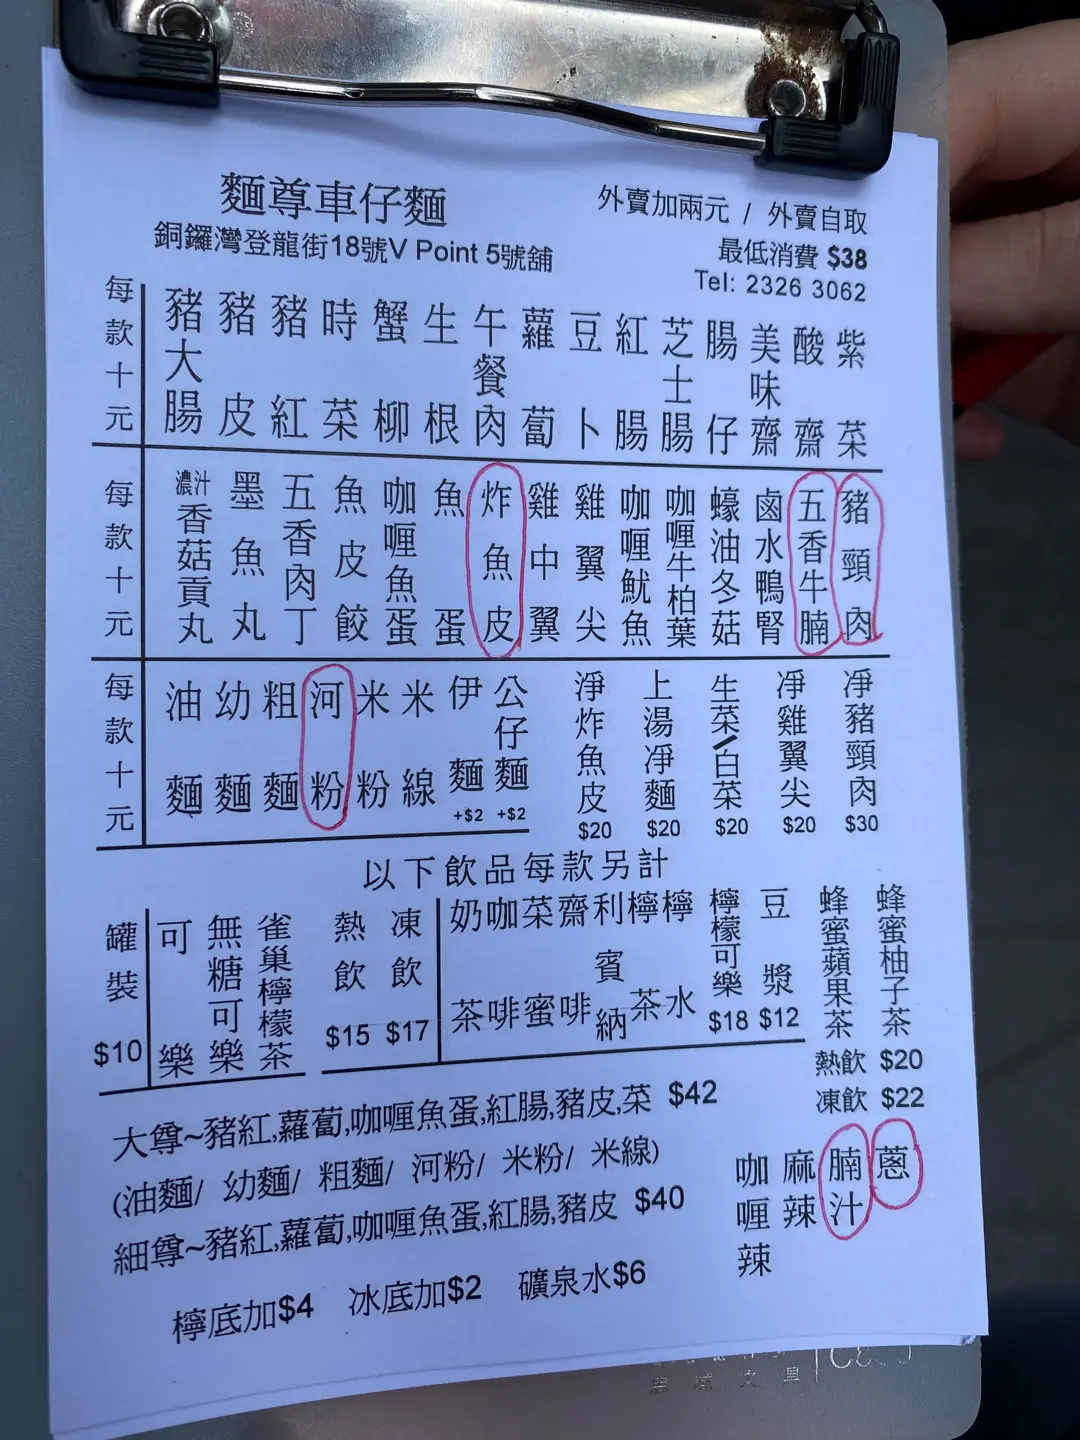 麵尊車仔麵
外賣加兩元 / 外賣自取
銅鑼灣登龍街18號V Point 5號舖
最低消費 $38
Tel: 2326 3062
每款十元
豬大腸
豬皮
豬紅
時菜
蟹柳
生根
午餐肉
蘿蔔
豆卜
紅腸
芝士腸
腸仔
美味齋
酸齋
紫菜
每款十元
濃汁香菇貢丸
墨魚丸
五香肉丁
魚皮餃
咖喱魚蛋
魚蛋
炸魚皮
雞中翼
雞翼尖
咖喱魷魚
咖喱牛柏葉
蠔油冬菇
鹵水鴨腎
五香牛腩
豬頸肉
每款十元
油麵
幼麵
粗麵
河粉
米粉
米線
伊麵 +$2
公仔麵 +$2
淨炸魚皮 $20
上湯淨麵 $20
生菜/白菜 $20
凈雞翼尖 $20
凈豬頸肉 $30
以下飲品每款另計
罐裝 $10
可樂
無糖可樂
雀巢檸檬茶
熱飲 $15
凍飲 $17
奶茶
咖啡
菜蜜
齋啡
利賓納
檸茶
檸水
檸檬可樂 $18
豆漿 $12
蜂蜜蘋果茶
蜂蜜柚子茶
熱飲 $20
凍飲 $22
大尊~豬紅,蘿蔔,咖喱魚蛋,紅腸,豬皮,菜 $42
(油麵/ 幼麵/ 粗麵/ 河粉/ 米粉/ 米線)
細尊~豬紅,蘿蔔,咖喱魚蛋,紅腸,豬皮 $40
咖喱辣
麻辣
腩汁
蔥
檸底加$4 冰底加$2 礦泉水$6